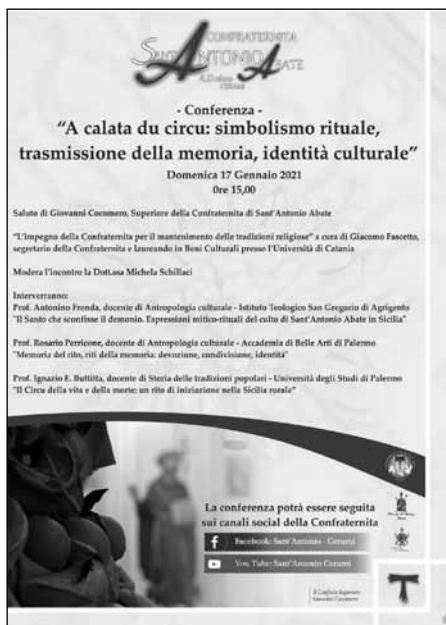 CONFRATERNITA
SANT'ANTONIO ABATE
CERAMI
- Conferenza -
“A calata du circu: simbolismo rituale,
trasmissione della memoria, identità culturale”
Domenica 17 Gennaio 2021
Ore 15,00
Saluto di Giovanni Cocomero, Superiore della Confraternita di Sant'Antonio Abate
"L'impegno della Confraternita per il mantenimento delle tradizioni religiose" a cura di Giacomo Fascetto,
segretario della Confraternita e laureando in Beni Culturali presso l'Università di Catania
Modera l'incontro la Dott.ssa Michela Schillaci
Interverranno:
Prof. Antonino Frenda, docente di Antropologia culturale - Istituto Teologico San Gregorio di Agrigento
"Il Santo che sconfisse il demonio. Espressioni mitico-rituali del culto di Sant'Antonio Abate in Sicilia"
Prof. Rosario Perricone, docente di Antropologia culturale - Accademia di Belle Arti di Palermo
"Memoria del rito, riti della memoria: devozione, condivisione, identità"
Prof. Ignazio E. Buttitta, docente di Storia delle tradizioni popolari - Università degli Studi di Palermo
"Il Circu della vita e della morte: un rito di iniziazione nella Sicilia rurale"
La conferenza potrà essere seguita
sui canali social della Confraternita
Facebook: Sant'Antonio - Cerami
You Tube: Sant'Antonio Cerami
Il Confrate Superiore
Giovanni Cocomero